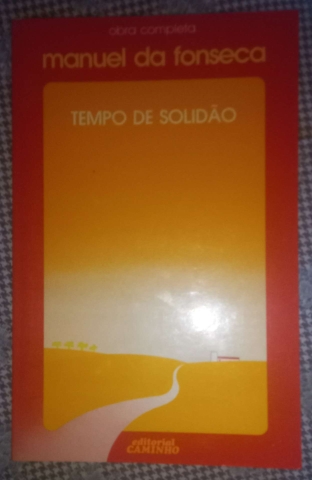 obra completa
manuel da fonseca
TEMPO DE SOLIDÃO
editorial
CAMINHO